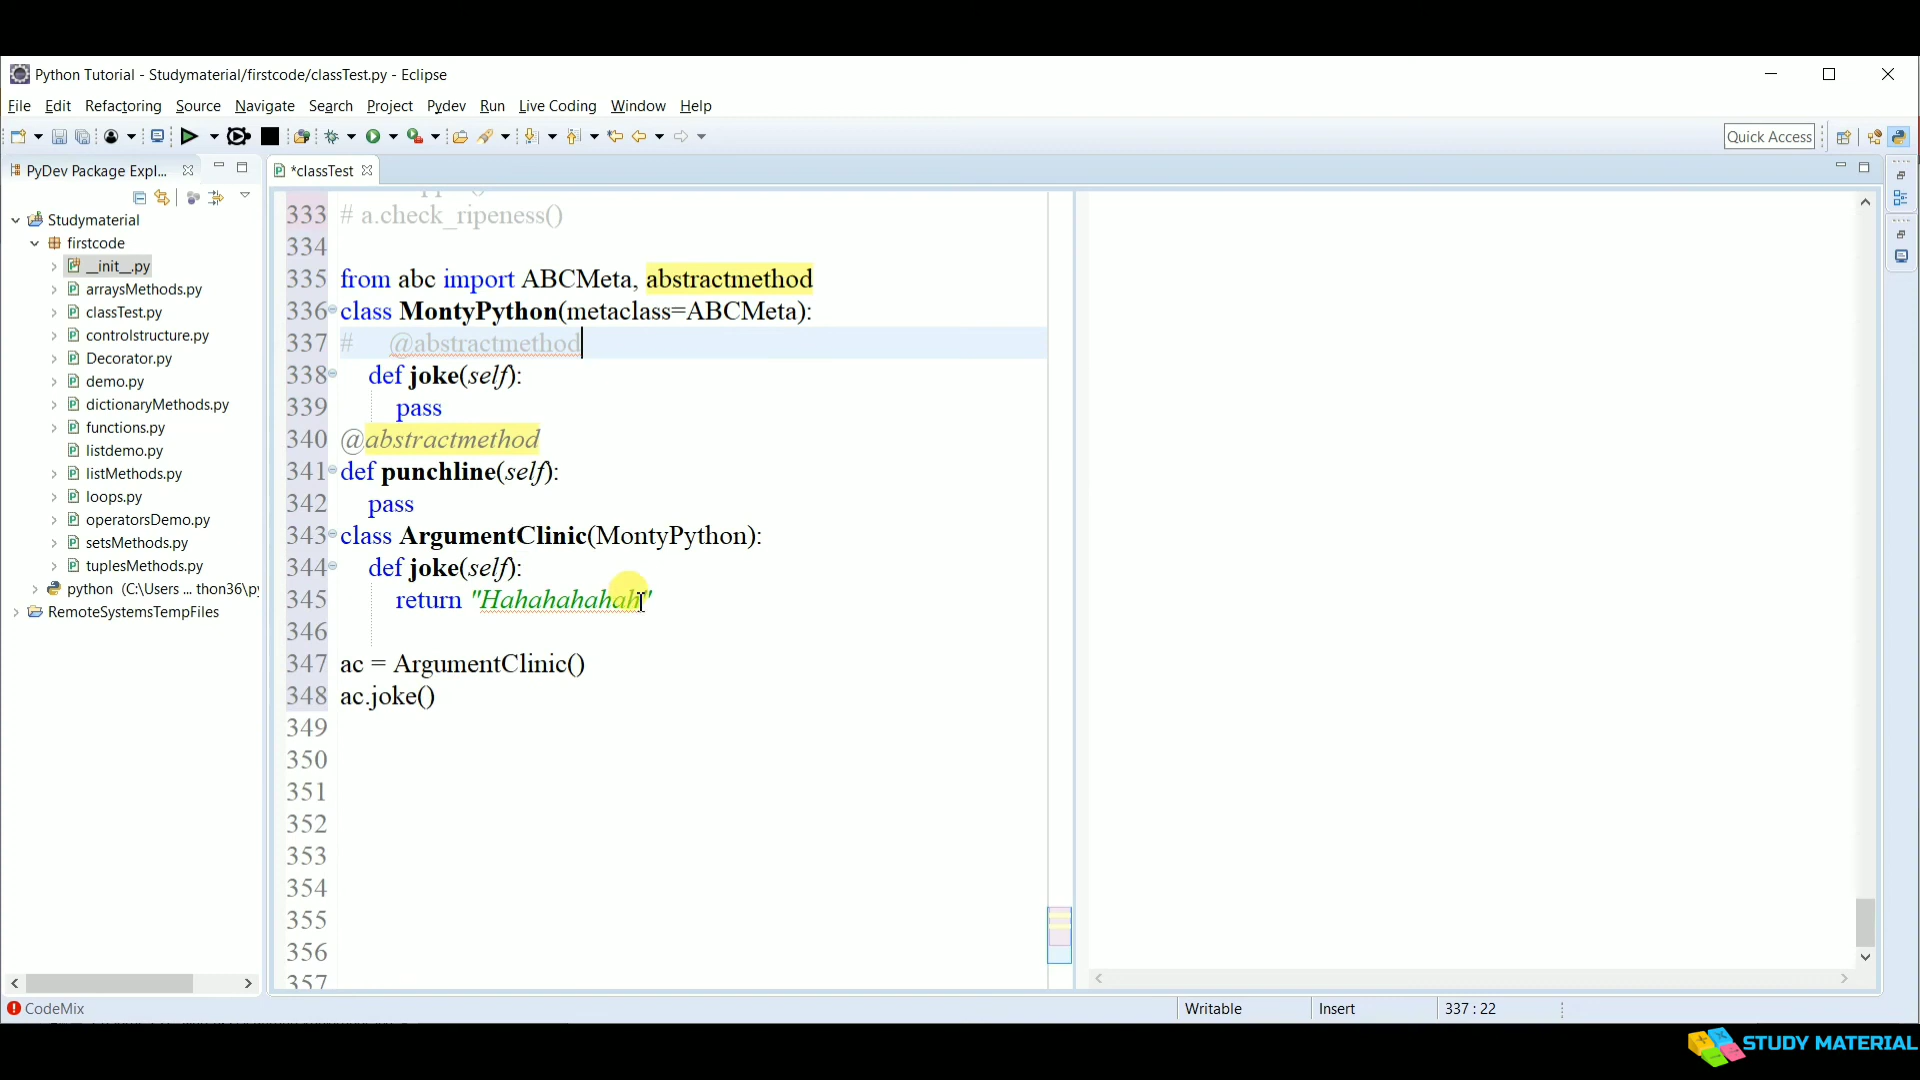 Python Tutorial - Studymaterial/firstcode/classTest.py - Eclipse
File Edit Refactoring Source Navigate Search Project Pydev Run Live Coding Window Help
Quick Access
PyDev Package Expl...
*classTest
Studymaterial
firstcode
__init__.py
arraysMethods.py
classTest.py
controlstructure.py
Decorator.py
demo.py
dictionaryMethods.py
functions.py
listdemo.py
listMethods.py
loops.py
operatorsDemo.py
setsMethods.py
tuplesMethods.py
python (C:\Users ... thon36\py
RemoteSystemsTempFiles
333 # a.check_ripeness()
334
335 from abc import ABCMeta, abstractmethod
336 class MontyPython(metaclass=ABCMeta):
337 # @abstractmethod
338 def joke(self):
339 pass
340 @abstractmethod
341 def punchline(self):
342 pass
343 class ArgumentClinic(MontyPython):
344 def joke(self):
345 return "Hahahahahah"
346
347 ac = ArgumentClinic()
348 ac.joke()
349
350
351
352
353
354
355
356
357
CodeMix
Writable
Insert
337 : 22
STUDY MATERIAL